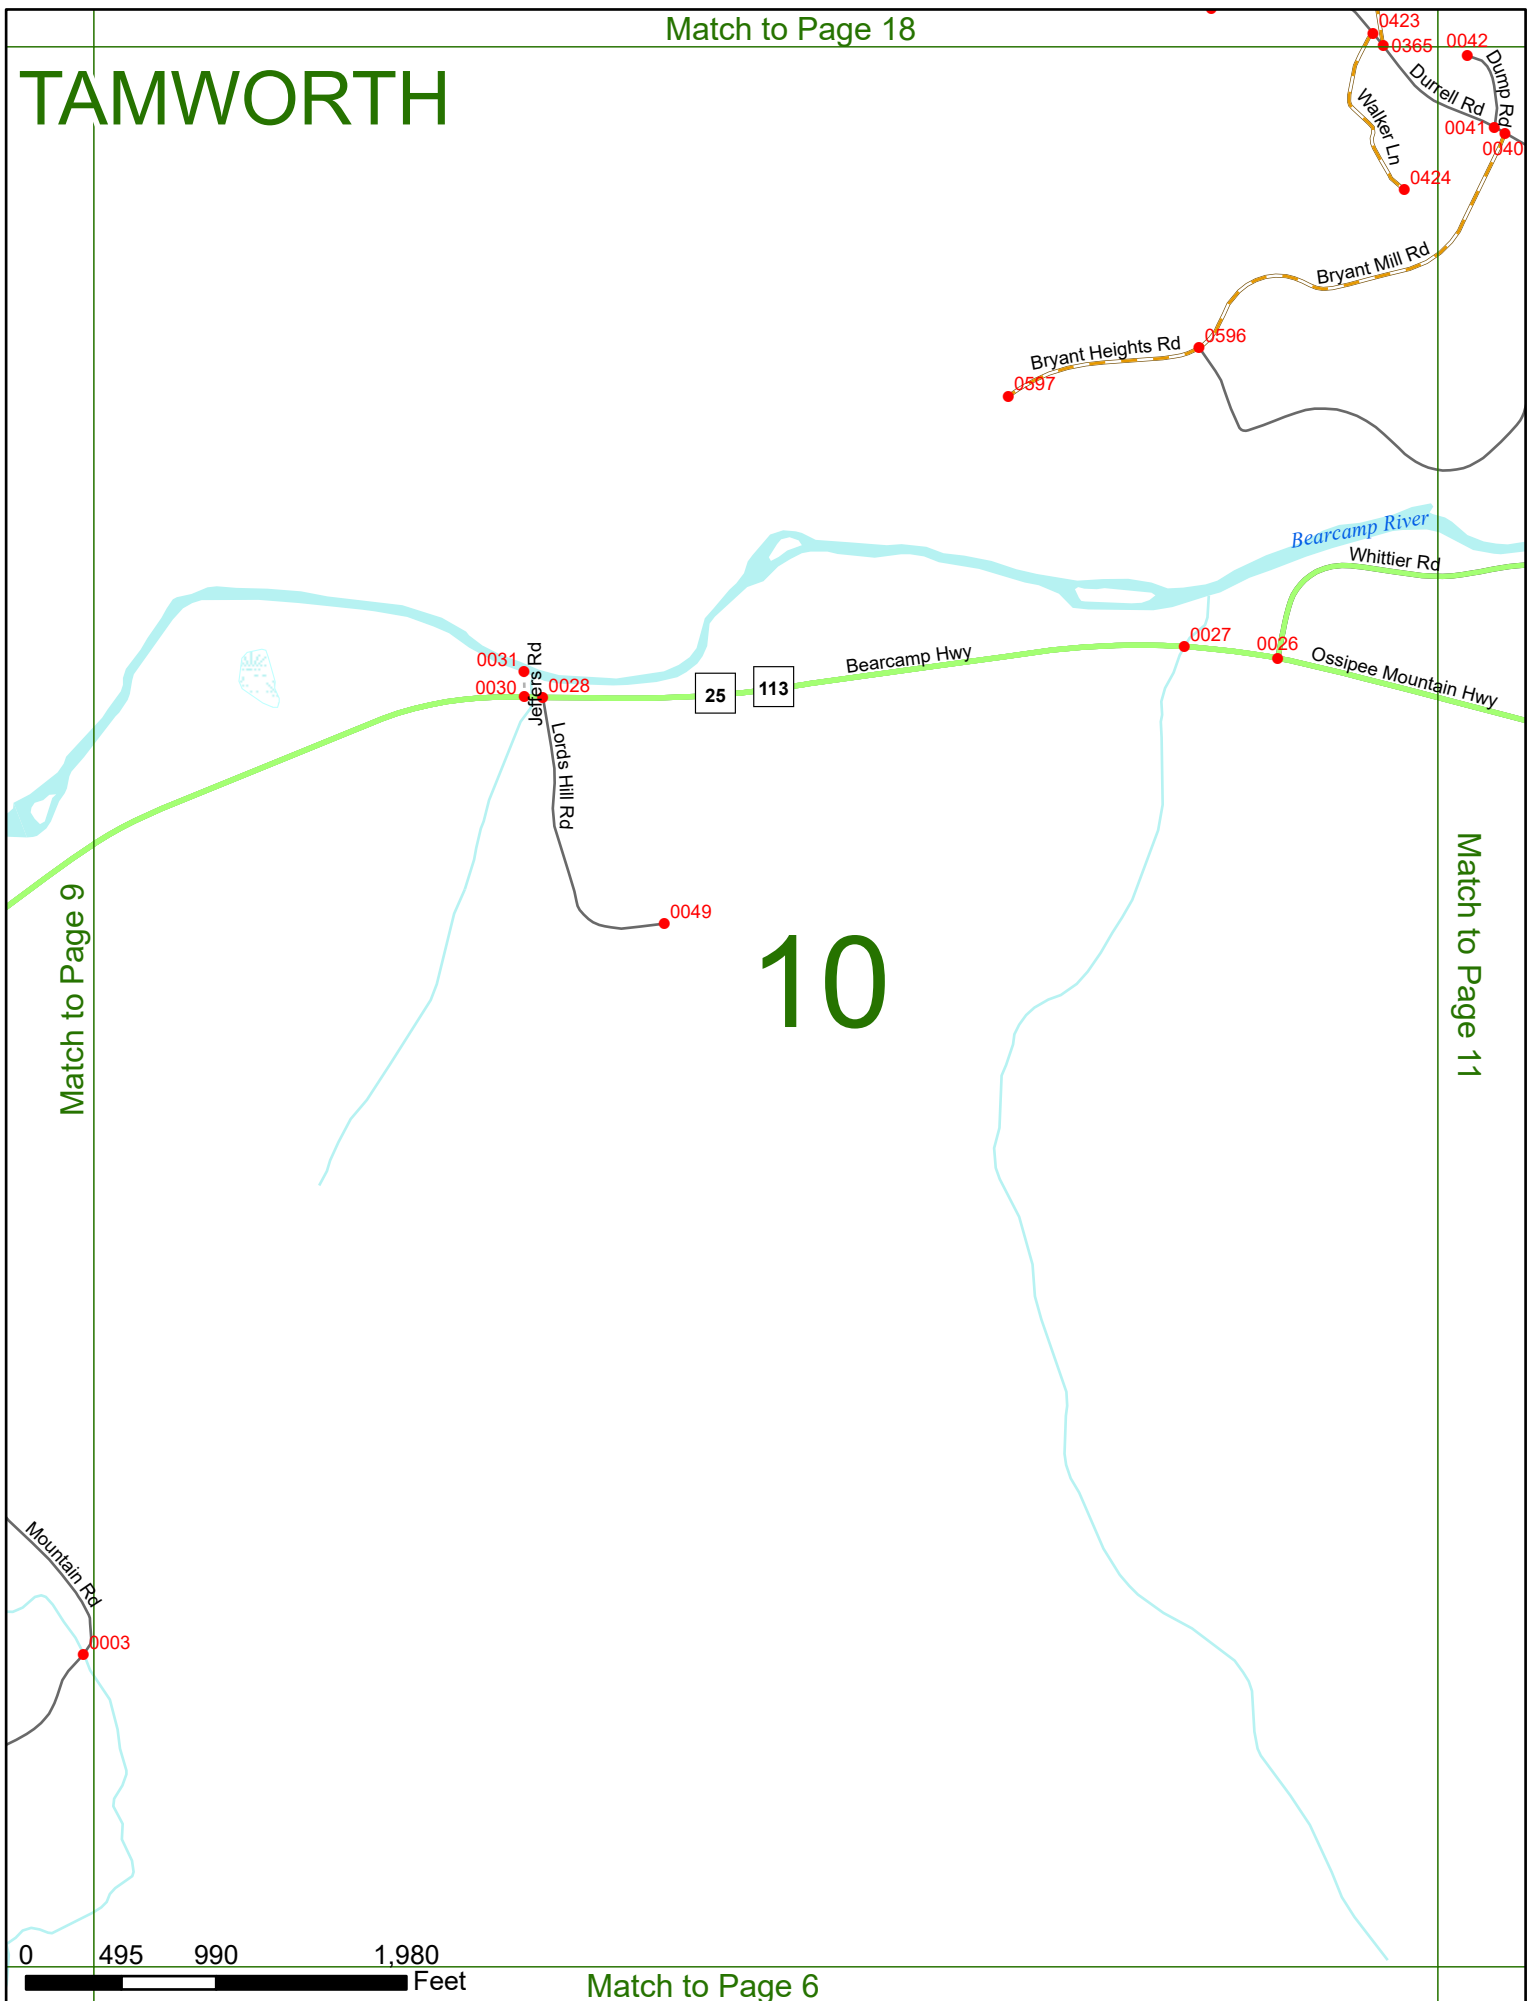 Match to Page 18
TAMWORTH
0423
0365
0042
Dump Rd
Durrell Rd
0041
0040
Walker Ln
0424
Bryant Mill Rd
0596
Bryant Heights Rd
0597
Bearcamp River
Whittier Rd
0027
0026
Bearcamp Hwy
Ossipee Mountain Hwy
0031
0030
Jeffers Rd
0028
25
113
Lords Hill Rd
0049
10
Match to Page 9
Match to Page 11
Mountain Rd
0003
0 495 990 1,980
Feet
Match to Page 6